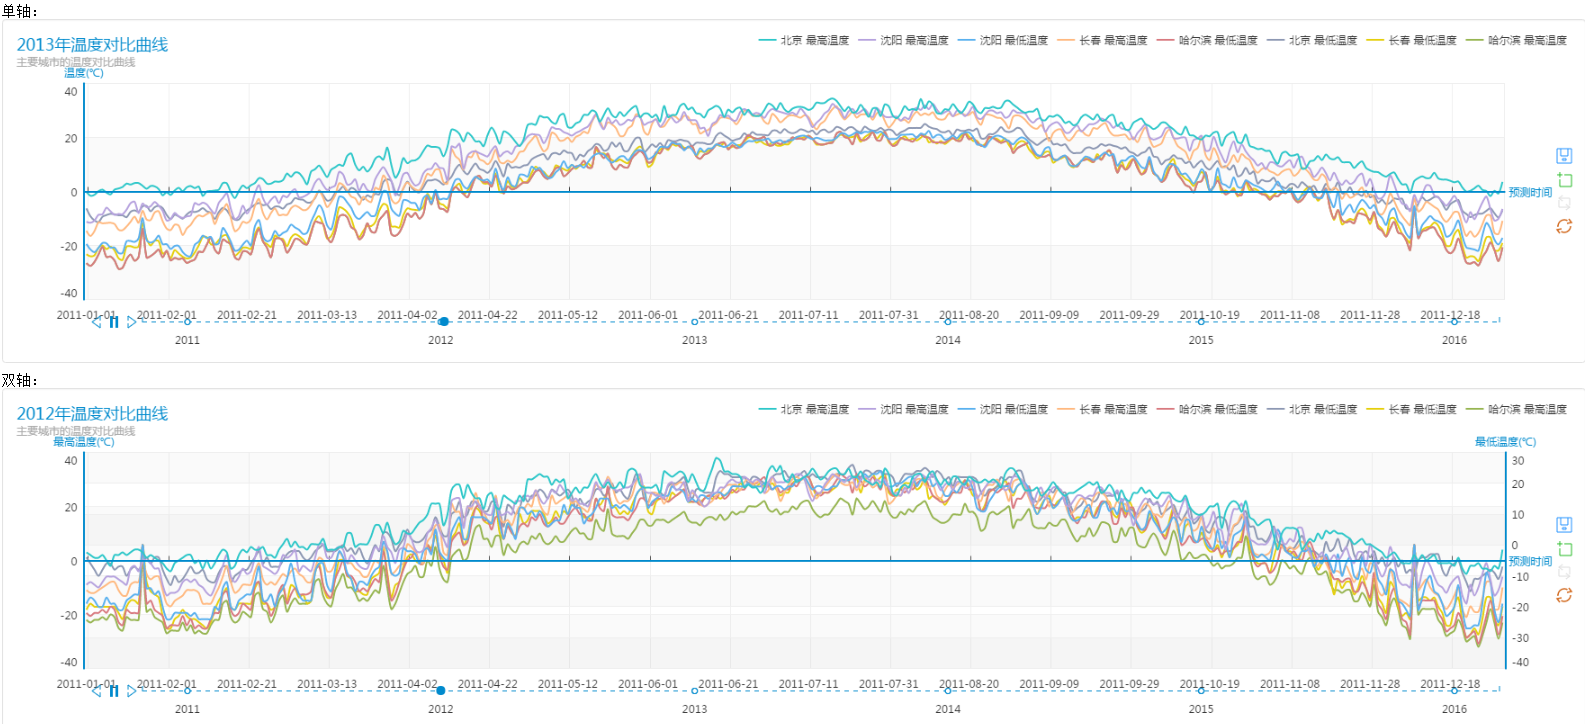 单轴：
2013年温度对比曲线
主要城市的温度对比曲线
北京 最高温度 沈阳 最高温度 沈阳 最低温度 长春 最高温度 哈尔滨 最低温度 北京 最低温度 长春 最低温度 哈尔滨 最高温度
温度(℃)
40
20
0
-20
-40
预测时间
2011-01-01 2011-02-01 2011-02-21 2011-03-13 2011-04-02 2011-04-22 2011-05-12 2011-06-01 2011-06-21 2011-07-11 2011-07-31 2011-08-20 2011-09-09 2011-09-29 2011-10-19 2011-11-08 2011-11-28 2011-12-18
2011 2012 2013 2014 2015 2016
双轴：
2012年温度对比曲线
主要城市的温度对比曲线
北京 最高温度 沈阳 最高温度 沈阳 最低温度 长春 最高温度 哈尔滨 最低温度 北京 最低温度 长春 最低温度 哈尔滨 最高温度
最高温度(℃)
40
20
0
-20
-40
最低温度(℃)
30
20
10
0
-10
-20
-30
-40
预测时间
2011-01-01 2011-02-01 2011-02-21 2011-03-13 2011-04-02 2011-04-22 2011-05-12 2011-06-01 2011-06-21 2011-07-11 2011-07-31 2011-08-20 2011-09-09 2011-09-29 2011-10-19 2011-11-08 2011-11-28 2011-12-18
2011 2012 2013 2014 2015 2016